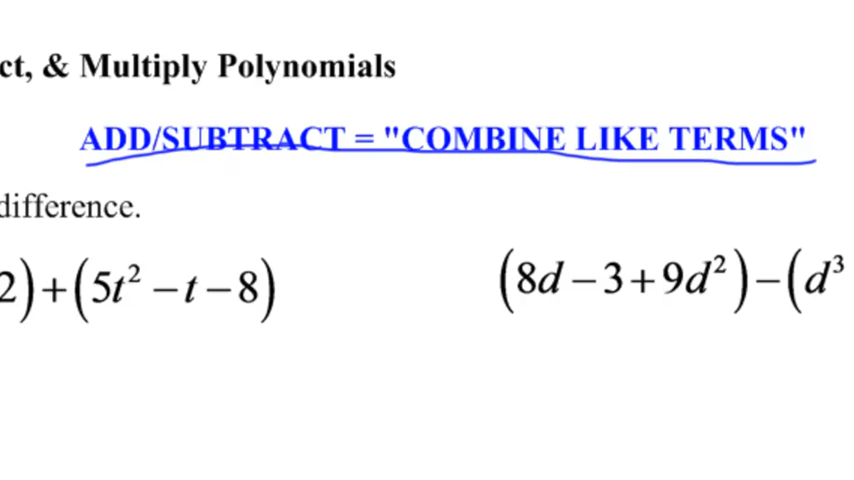 ct, & Multiply Polynomials
ADD/SUBTRACT = "COMBINE LIKE TERMS"
difference.
2)+(5t² − t − 8) (8d − 3 + 9d²) − (d³